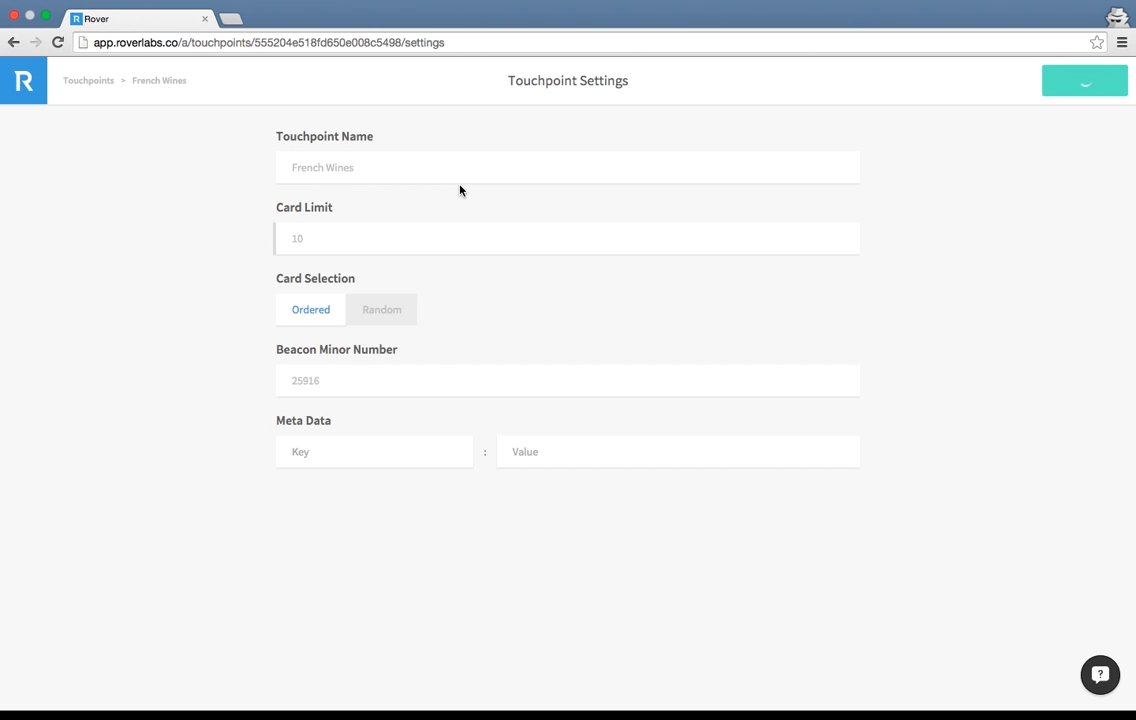 Rover
app.roverlabs.co/a/touchpoints/555204e518fd650e008c5498/settings
R
Touchpoints > French Wines
Touchpoint Settings
Touchpoint Name
French Wines
Card Limit
10
Card Selection
Ordered Random
Beacon Minor Number
25916
Meta Data
Key : Value
?